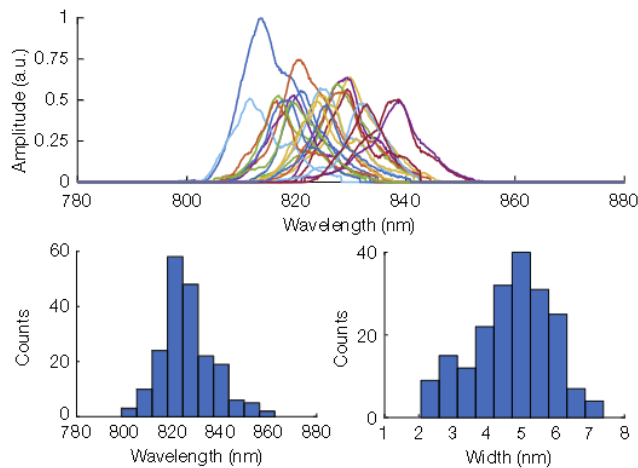 1
0.75
0.5
0.25
0
Amplitude (a.u.)
780 800 820 840 860 880
Wavelength (nm)
60
40
20
0
Counts
780 800 820 840 860 880
Wavelength (nm)
40
20
0
Counts
1 2 3 4 5 6 7 8
Width (nm)